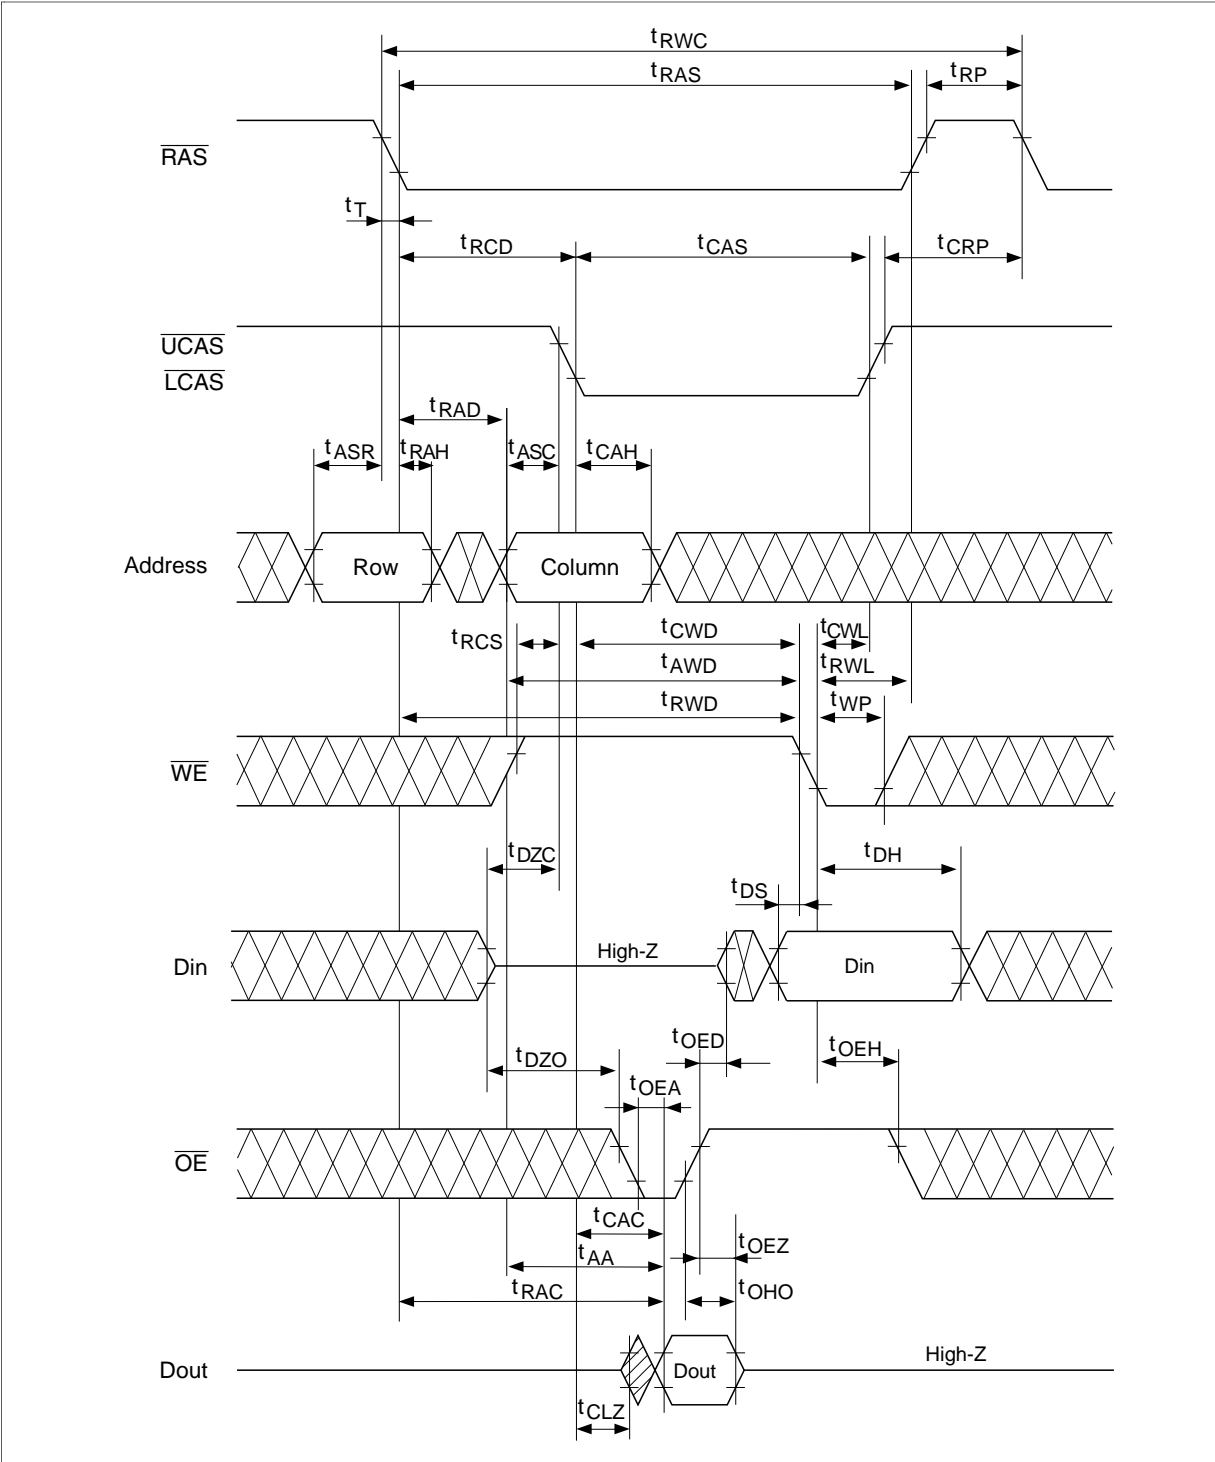 tRWC
tRAS
tRP
RAS
tT
tRCD
tCAS
tCRP
UCAS
LCAS
tRAD
tASR
tRAH
tASC
tCAH
Address
Row
Column
tRCS
tCWD
tCWL
tAWD
tRWL
tRWD
tWP
WE
tDZC
tDH
tDS
Din
High-Z
Din
tOED
tOEH
tDZO
tOEA
OE
tCAC
tOEZ
tAA
tRAC
tOHO
Dout
Dout
High-Z
tCLZ